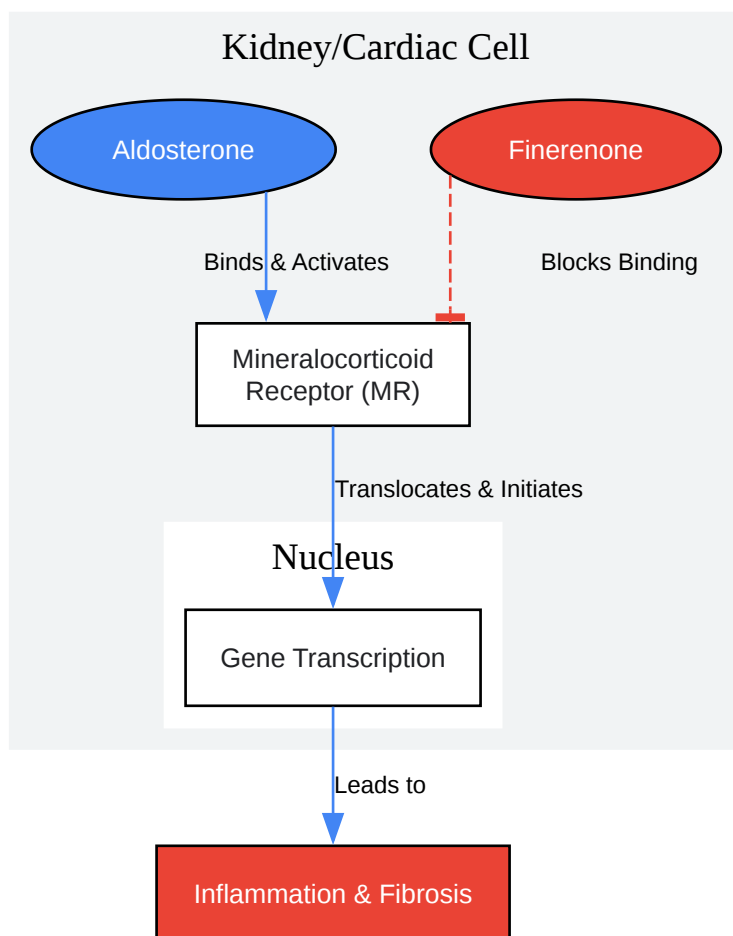 Kidney/Cardiac Cell
Aldosterone
Finerenone
Binds & Activates
Blocks Binding
Mineralocorticoid
Receptor (MR)
Translocates & Initiates
Nucleus
Gene Transcription
Leads to
Inflammation & Fibrosis